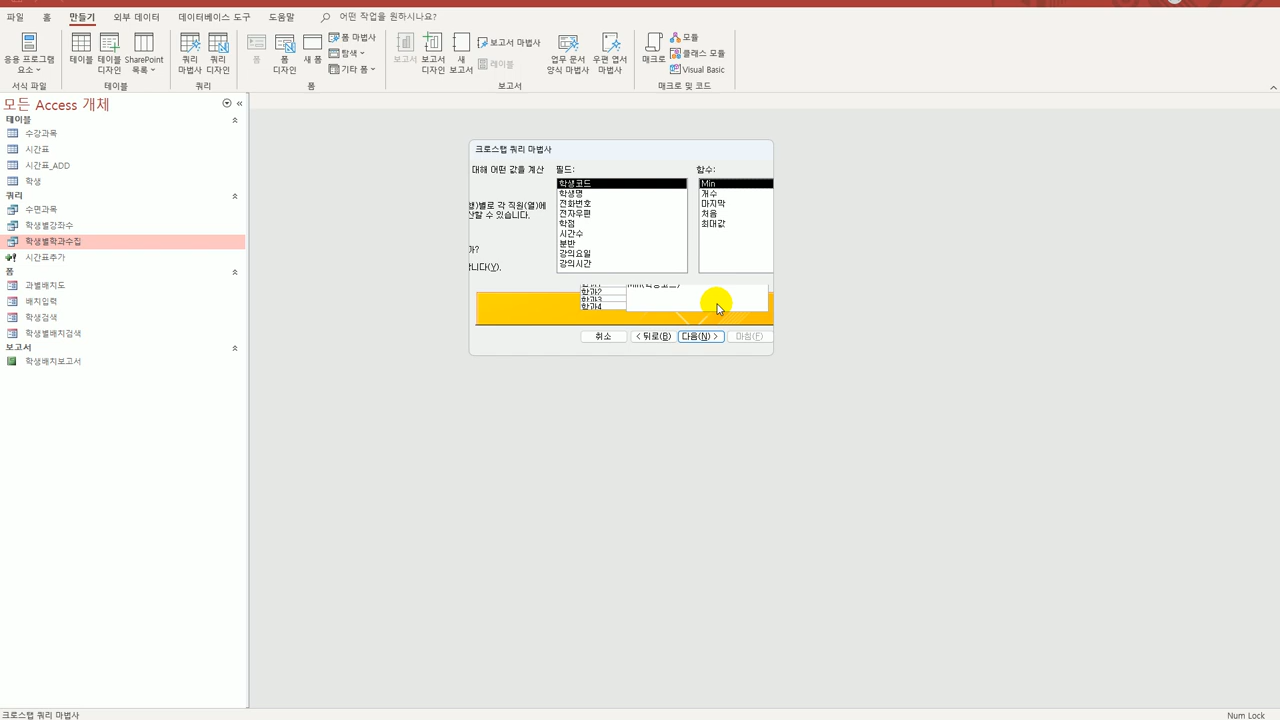 파일 홈 만들기 외부 데이터 데이터베이스 도구 도움말 어떤 작업을 원하시나요?
응용 프로그램 요소
테이블
테이블 디자인
SharePoint 목록
쿼리 마법사
쿼리 디자인
폼
폼 디자인
새 폼
폼 마법사
탐색
기타 폼
보고서
보고서 디자인
새 보고서
보고서 마법사
레이블
업무 문서 양식 마법사
우편 엽서 마법사
매크로
모듈
클래스 모듈
Visual Basic
서식 파일 테이블 쿼리 폼 보고서 매크로 및 코드
모든 Access 개체
테이블
수강과목
시간표
시간표_ADD
학생
쿼리
수면과목
학생별강좌수
학생별학과수집
시간표추가
폼
과별배치도
배치입력
학생검색
학생별배치검색
보고서
학생배치보고서
크로스탭 쿼리 마법사
대해 어떤 값을 계산
필드:
함수:
별로 각 직원(열)에
산할 수 있습니다.
까?
합니다(Y).
학생코드
학생명
전화번호
전자우편
학점
시간수
분반
강의요일
강의시간
Min
개수
마지막
처음
최대값
학과2
학과3
학과4
취소 < 뒤로(B) 다음(N) > 마침(F)
크로스탭 쿼리 마법사
Num Lock